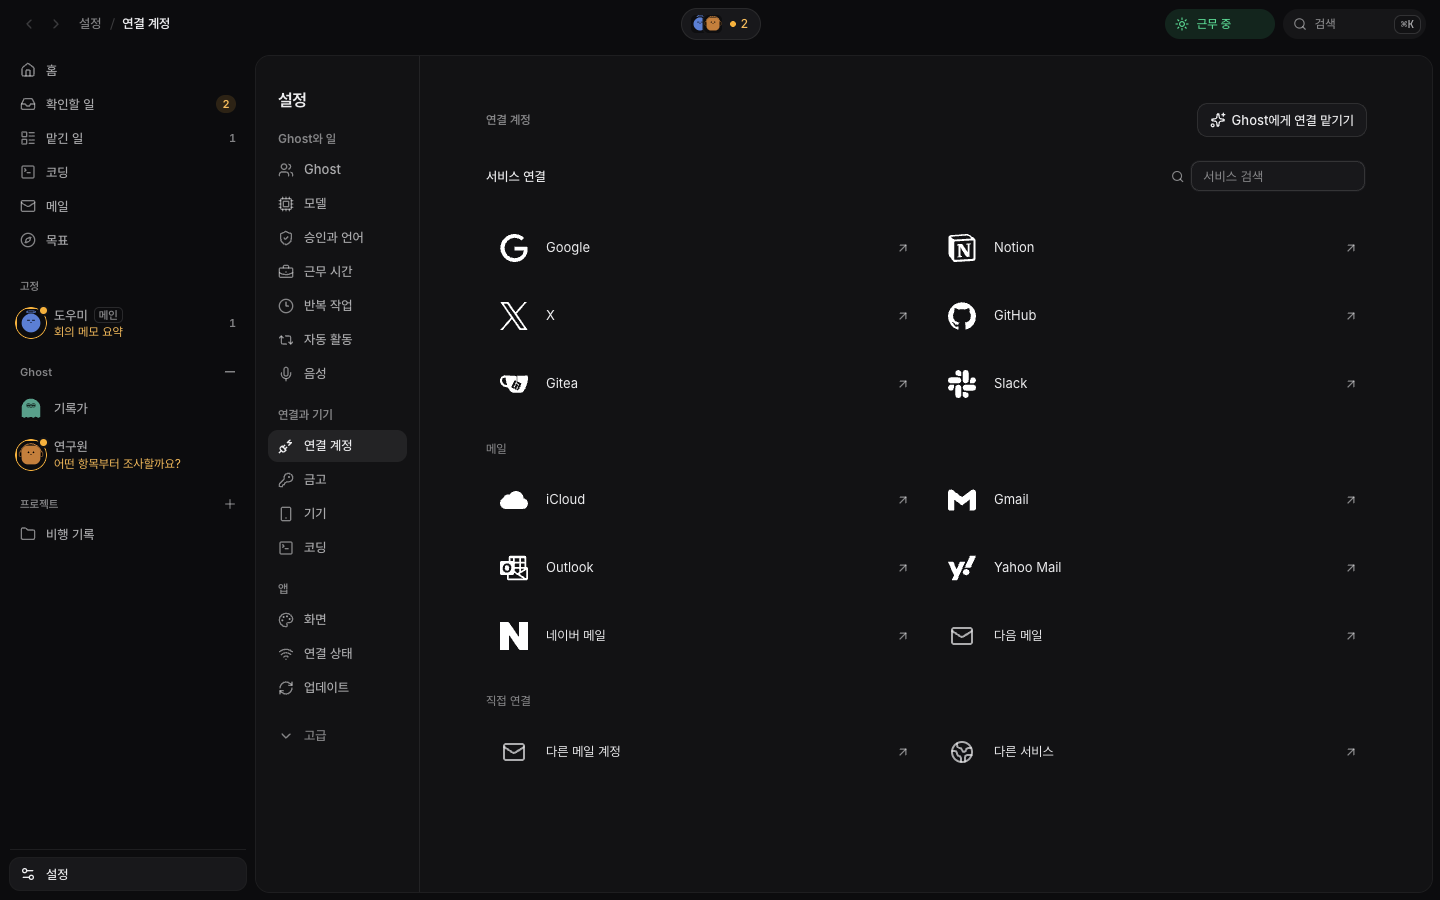 설정 / 연결 계정
2
근무 중
검색
⌘K
홈
확인할 일
2
맡긴 일
1
코딩
메일
목표
고정
도우미 메인
회의 메모 요약
1
Ghost
기록가
연구원
어떤 항목부터 조사할까요?
프로젝트
비행 기록
설정
설정
Ghost와 일
Ghost
모델
승인과 언어
근무 시간
반복 작업
자동 활동
음성
연결과 기기
연결 계정
금고
기기
코딩
앱
화면
연결 상태
업데이트
고급
연결 계정
Ghost에게 연결 맡기기
서비스 연결
서비스 검색
Google
Notion
X
GitHub
Gitea
Slack
메일
iCloud
Gmail
Outlook
Yahoo Mail
네이버 메일
다음 메일
직접 연결
다른 메일 계정
다른 서비스